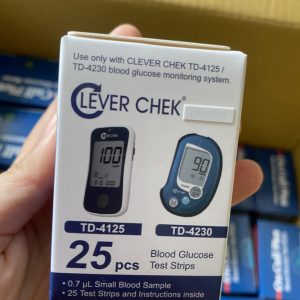 Use only with CLEVER CHEK TD-4125 /
TD-4230 blood glucose monitoring system.
CLEVER CHEK
100
90
TD-4125
TD-4230
25 pcs
Blood Glucose
Test Strips
• 0.7 µL Small Blood Sample
• 25 Test Strips and Instructions inside